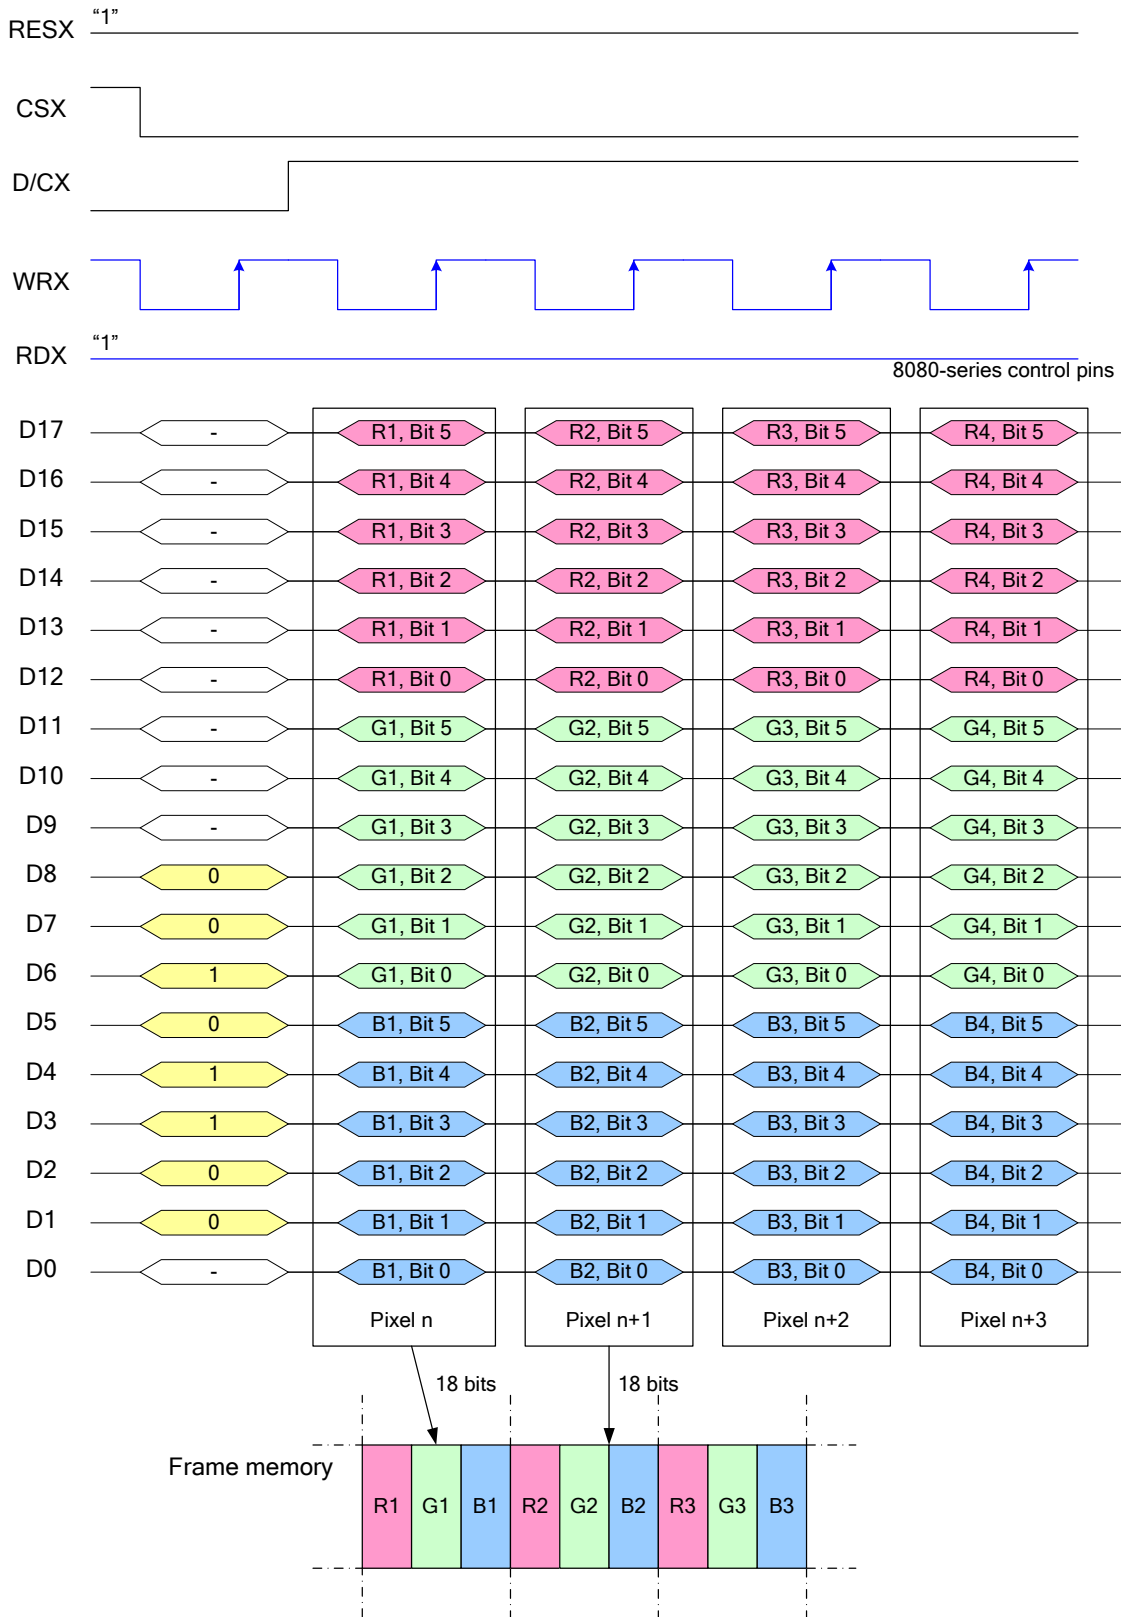 RESX “1”
CSX
D/CX
WRX
RDX “1”
8080-series control pins
D17 - R1, Bit 5 R2, Bit 5 R3, Bit 5 R4, Bit 5
D16 - R1, Bit 4 R2, Bit 4 R3, Bit 4 R4, Bit 4
D15 - R1, Bit 3 R2, Bit 3 R3, Bit 3 R4, Bit 3
D14 - R1, Bit 2 R2, Bit 2 R3, Bit 2 R4, Bit 2
D13 - R1, Bit 1 R2, Bit 1 R3, Bit 1 R4, Bit 1
D12 - R1, Bit 0 R2, Bit 0 R3, Bit 0 R4, Bit 0
D11 - G1, Bit 5 G2, Bit 5 G3, Bit 5 G4, Bit 5
D10 - G1, Bit 4 G2, Bit 4 G3, Bit 4 G4, Bit 4
D9 - G1, Bit 3 G2, Bit 3 G3, Bit 3 G4, Bit 3
D8 0 G1, Bit 2 G2, Bit 2 G3, Bit 2 G4, Bit 2
D7 0 G1, Bit 1 G2, Bit 1 G3, Bit 1 G4, Bit 1
D6 1 G1, Bit 0 G2, Bit 0 G3, Bit 0 G4, Bit 0
D5 0 B1, Bit 5 B2, Bit 5 B3, Bit 5 B4, Bit 5
D4 1 B1, Bit 4 B2, Bit 4 B3, Bit 4 B4, Bit 4
D3 1 B1, Bit 3 B2, Bit 3 B3, Bit 3 B4, Bit 3
D2 0 B1, Bit 2 B2, Bit 2 B3, Bit 2 B4, Bit 2
D1 0 B1, Bit 1 B2, Bit 1 B3, Bit 1 B4, Bit 1
D0 - B1, Bit 0 B2, Bit 0 B3, Bit 0 B4, Bit 0
Pixel n Pixel n+1 Pixel n+2 Pixel n+3
18 bits 18 bits
Frame memory
R1 G1 B1 R2 G2 B2 R3 G3 B3